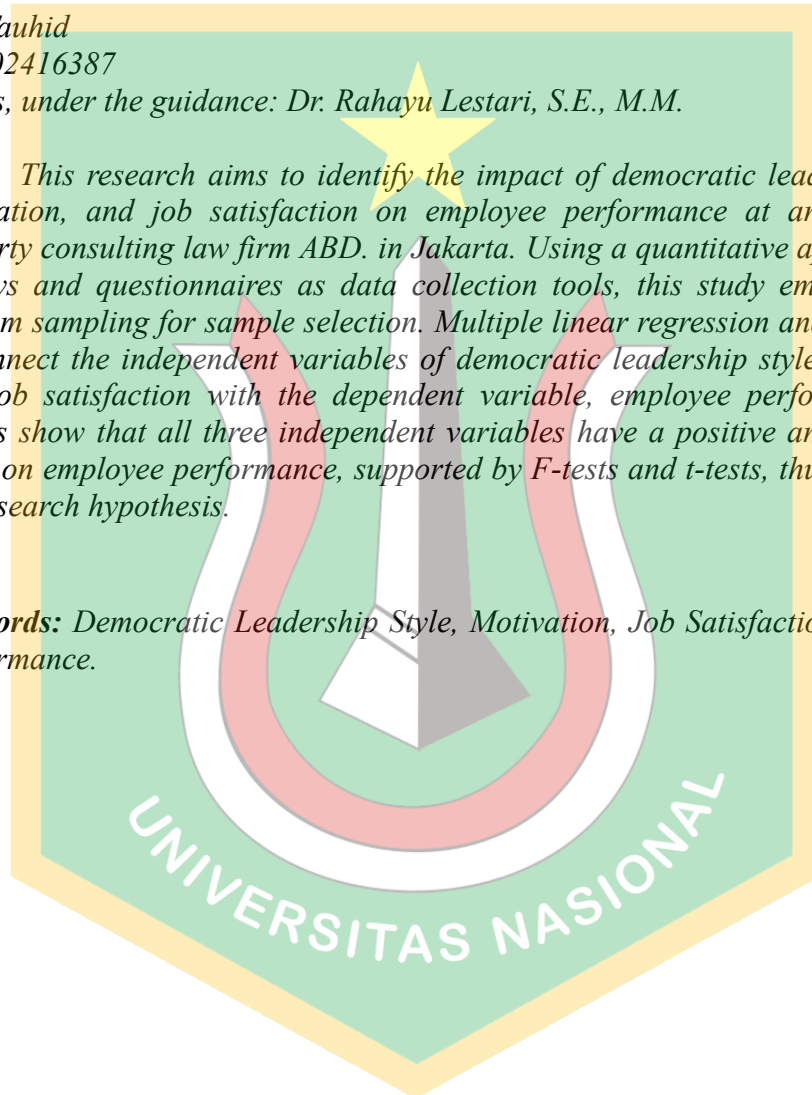 auhid
02416387
s, under the guidance: Dr. Rahayu Lestari, S.E., M.M.
This research aims to identify the impact of democratic lea
ation, and job satisfaction on employee performance at an
rty consulting law firm ABD. in Jakarta. Using a quantitative a
ys and questionnaires as data collection tools, this study em
m sampling for sample selection. Multiple linear regression an
nnect the independent variables of democratic leadership style
ob satisfaction with the dependent variable, employee perfo
s show that all three independent variables have a positive an
on employee performance, supported by F-tests and t-tests, thu
search hypothesis.
ords: Democratic Leadership Style, Motivation, Job Satisfactio
rmance.
UNIVERSITAS NASIONAL